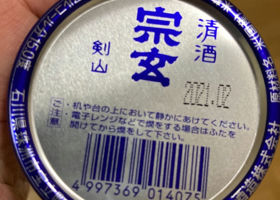 清酒
宗玄
剣山
2021.02
ご注意
・机や台の上において静かにあけてください。
・電子レンジなどで燗をする場合はふたを
開けてから燗をして下さい。
4 997369 014075